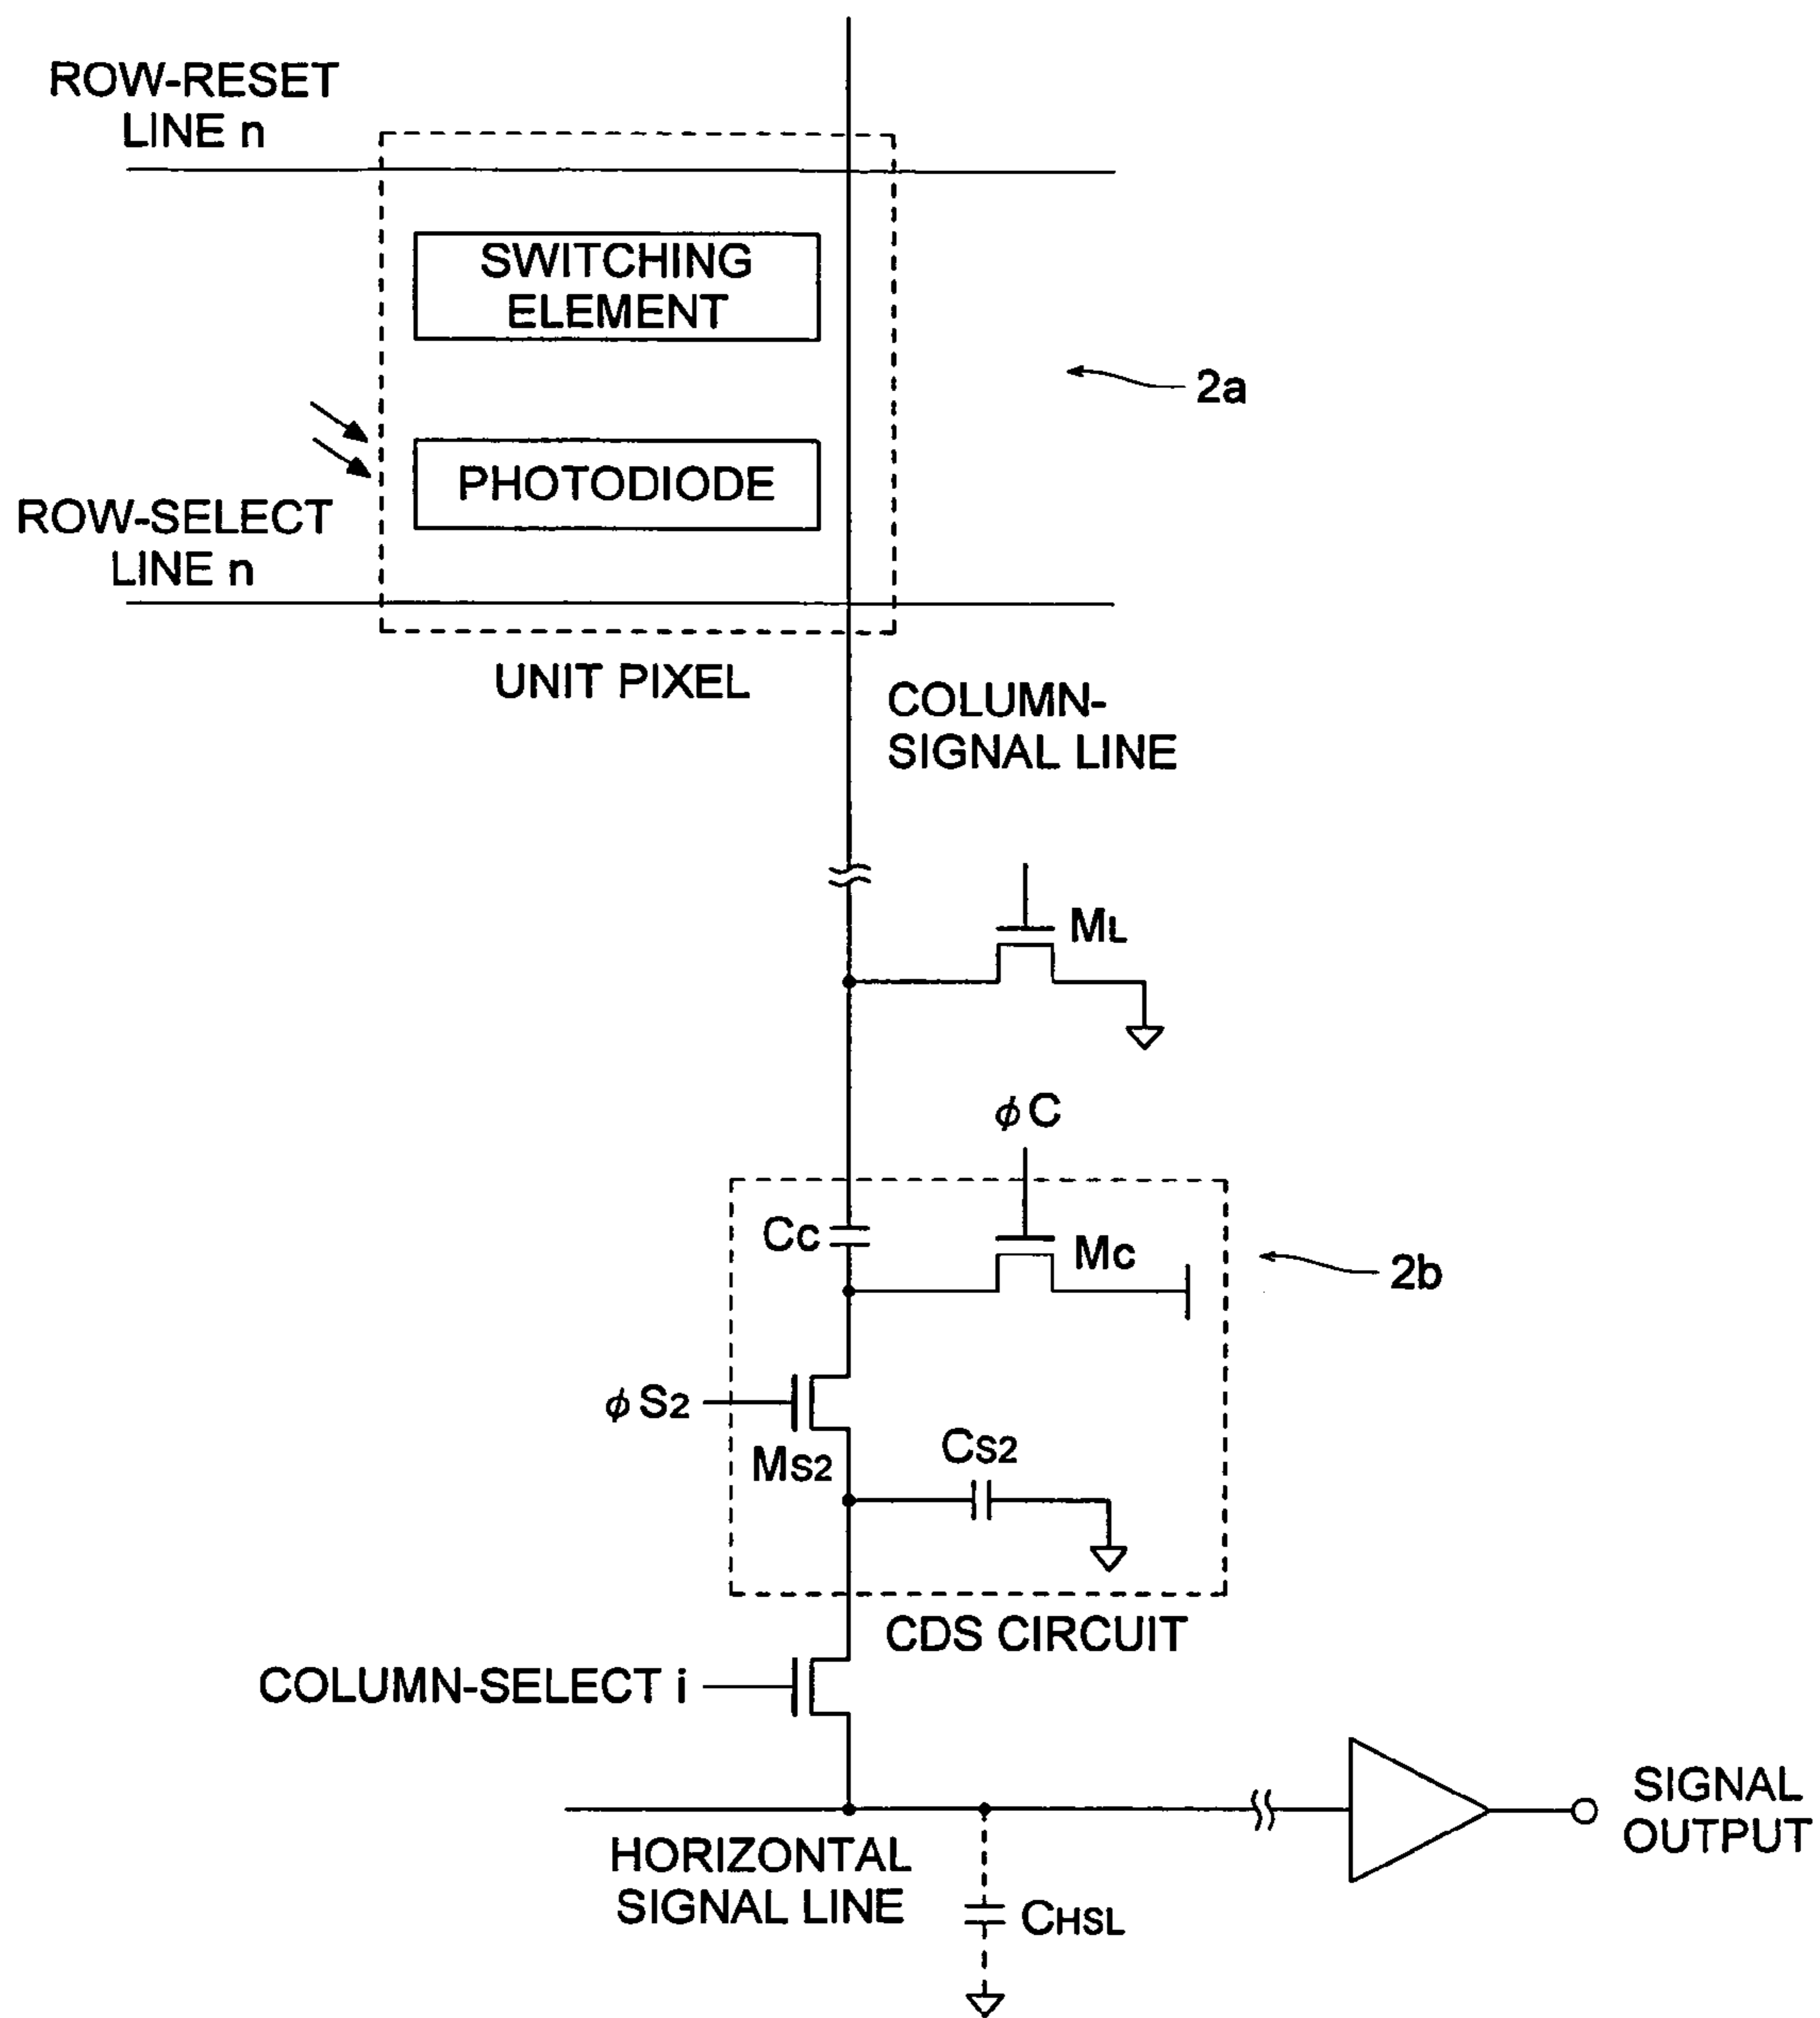 ROW-RESET
LINE n
SWITCHING
ELEMENT
2a
PHOTODIODE
ROW-SELECT
LINE n
UNIT PIXEL
COLUMN-
SIGNAL LINE
ML
ϕC
Cc
Mc
2b
ϕS2
MS2
CS2
CDS CIRCUIT
COLUMN-SELECT i
SIGNAL
OUTPUT
HORIZONTAL
SIGNAL LINE
CHSL